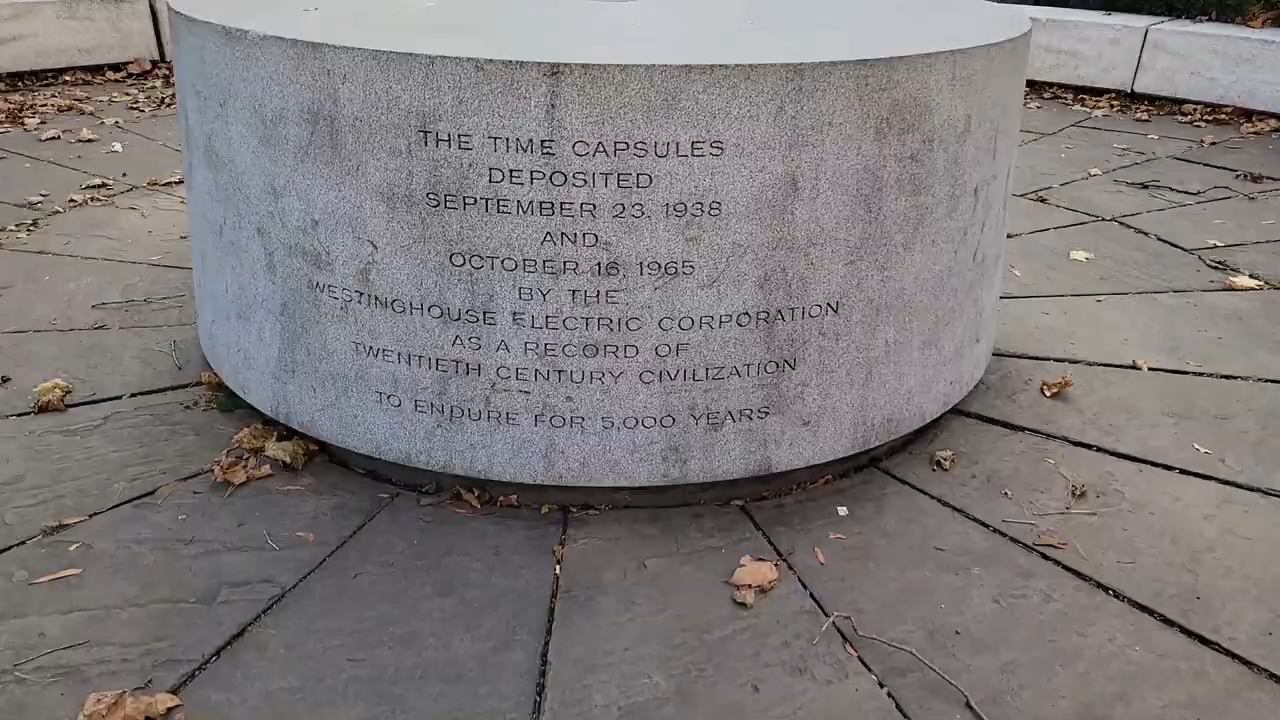 THE TIME CAPSULES
DEPOSITED
SEPTEMBER 23, 1938
AND
OCTOBER 16, 1965
BY THE
WESTINGHOUSE ELECTRIC CORPORATION
AS A RECORD OF
TWENTIETH CENTURY CIVILIZATION
TO ENDURE FOR 5,000 YEARS